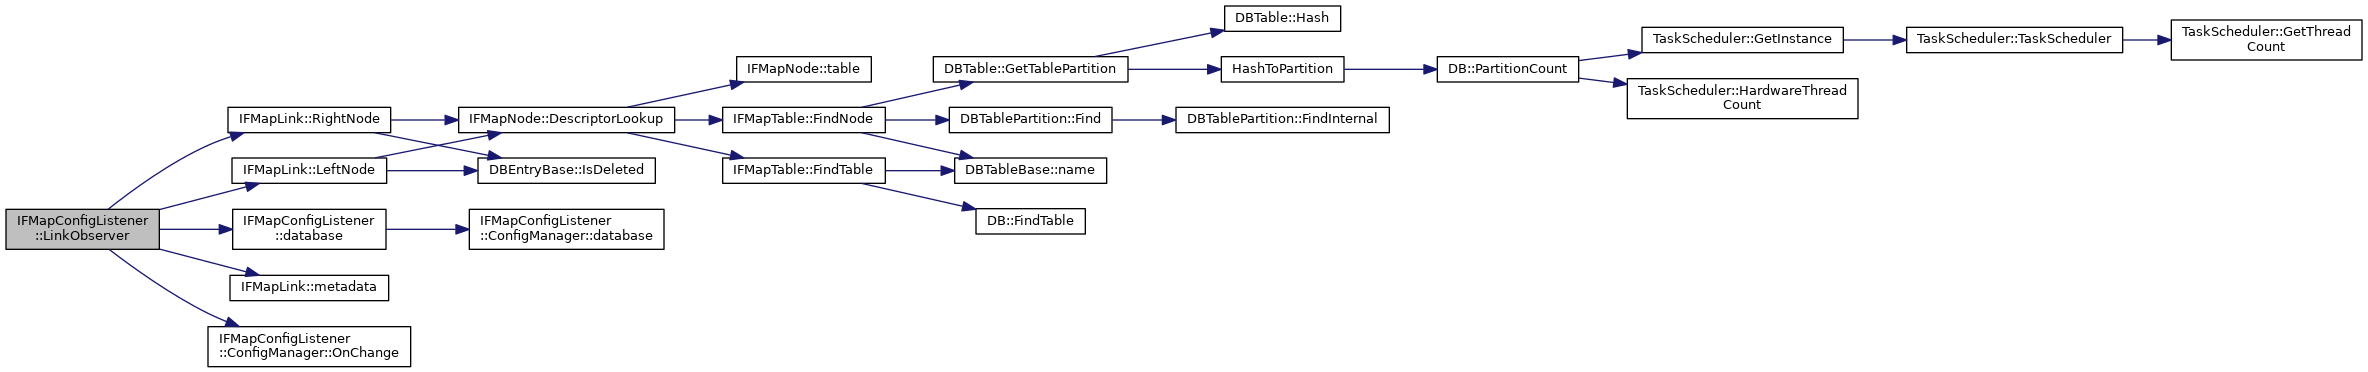 IFMapConfigListener
::LinkObserver
IFMapLink::RightNode
IFMapLink::LeftNode
IFMapConfigListener
::database
IFMapLink::metadata
IFMapConfigListener
::ConfigManager::OnChange
IFMapNode::DescriptorLookup
DBEntryBase::IsDeleted
IFMapConfigListener
::ConfigManager::database
IFMapNode::table
IFMapTable::FindNode
IFMapTable::FindTable
DBTable::GetTablePartition
DBTablePartition::Find
DBTableBase::name
DB::FindTable
DBTable::Hash
HashToPartition
DBTablePartition::FindInternal
DB::PartitionCount
TaskScheduler::GetInstance
TaskScheduler::HardwareThread
Count
TaskScheduler::TaskScheduler
TaskScheduler::GetThread
Count